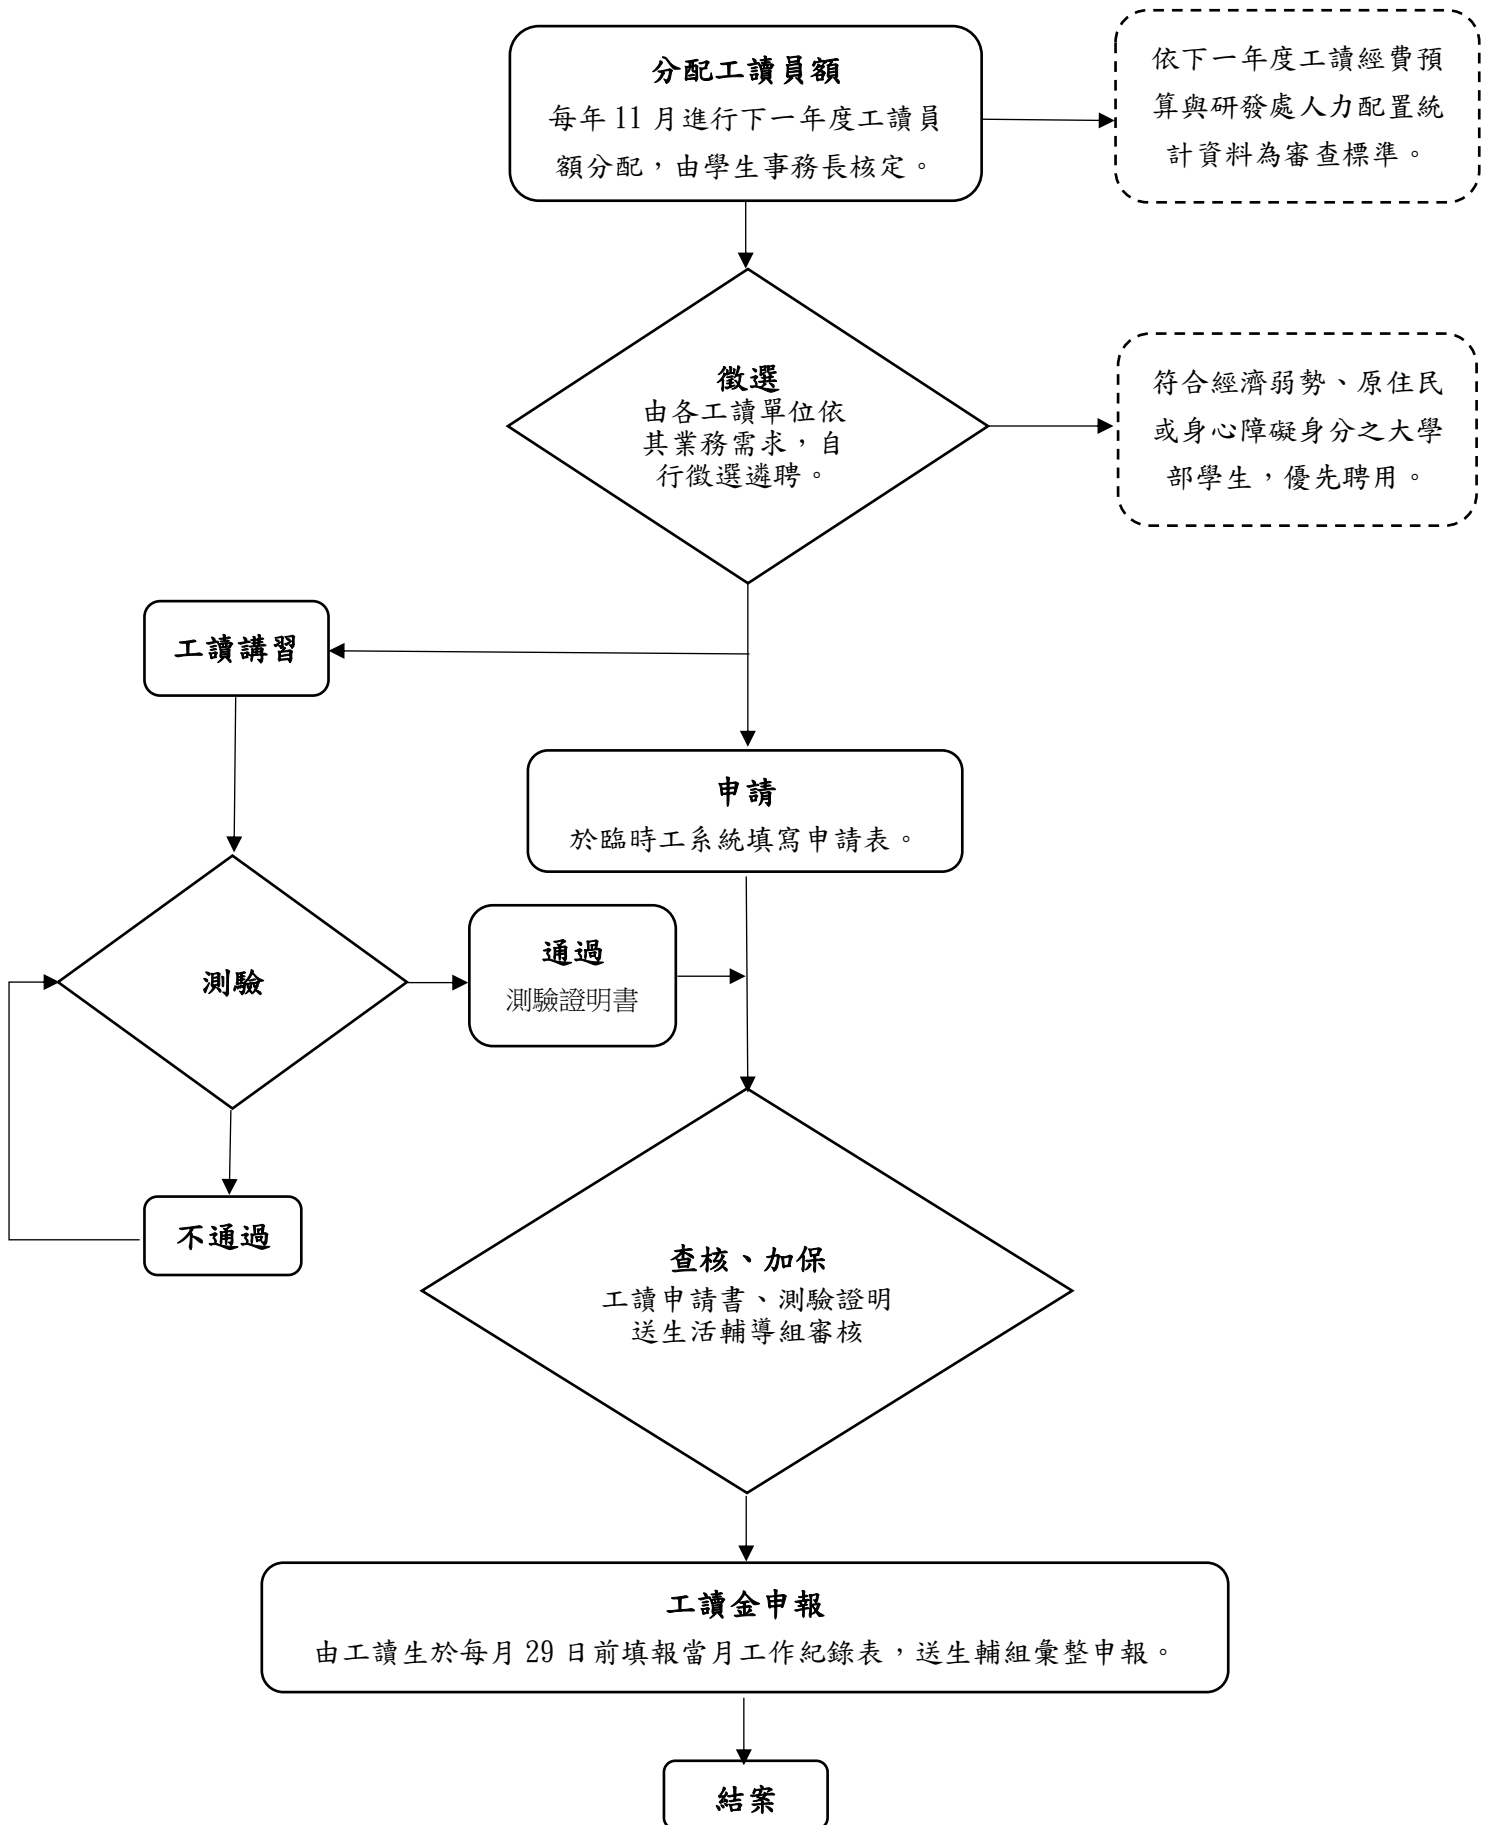 分配工讀員額
每年 11 月進行下一年度工讀員
額分配，由學生事務長核定。
依下一年度工讀經費預
算與研發處人力配置統
計資料為審查標準。
徵選
由各工讀單位依
其業務需求，自
行徵選遴聘。
符合經濟弱勢、原住民
或身心障礙身分之大學
部學生，優先聘用。
工讀講習
申請
於臨時工系統填寫申請表。
測驗
通過
測驗證明書
不通過
查核、加保
工讀申請書、測驗證明
送生活輔導組審核
工讀金申報
由工讀生於每月 29 日前填報當月工作紀錄表，送生輔組彙整申報。
結案